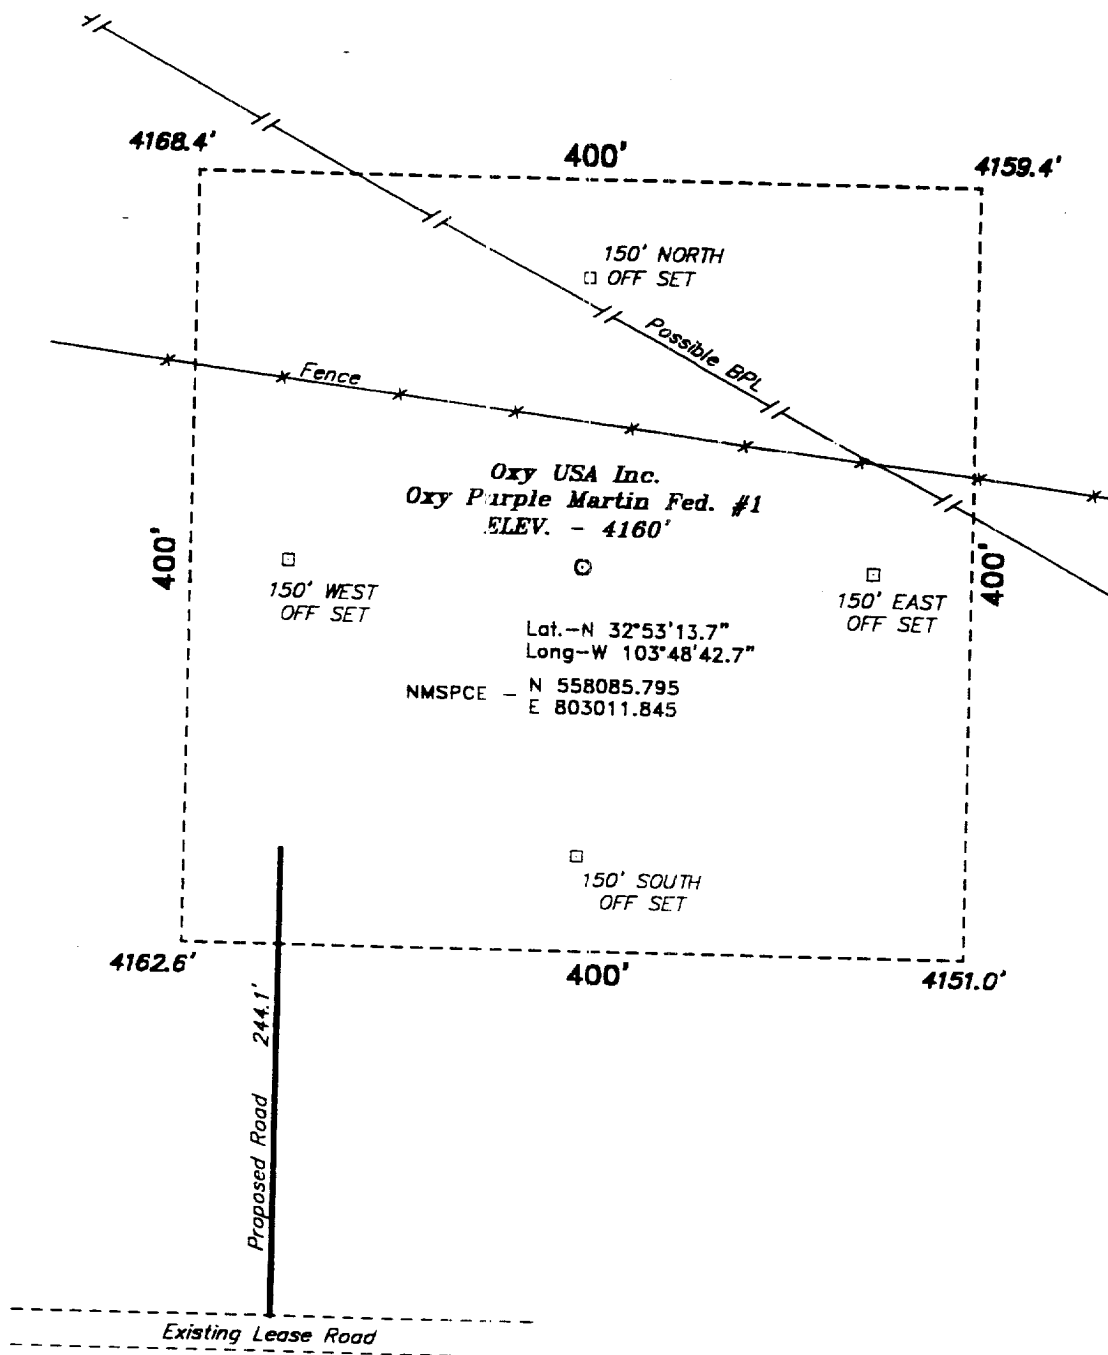 4168.4'
400'
4159.4'
150' NORTH
OFF SET
Possible BPL
Fence
Oxy USA Inc.
Oxy Purple Martin Fed. #1
ELEV. - 4160'
400'
400'
150' WEST
OFF SET
150' EAST
OFF SET
Lat.-N 32°53'13.7"
Long-W 103°48'42.7"
NMSPCE - N 558085.795
E 803011.845
150' SOUTH
OFF SET
4162.6'
400'
4151.0'
Proposed Road 244.1'
Existing Lease Road